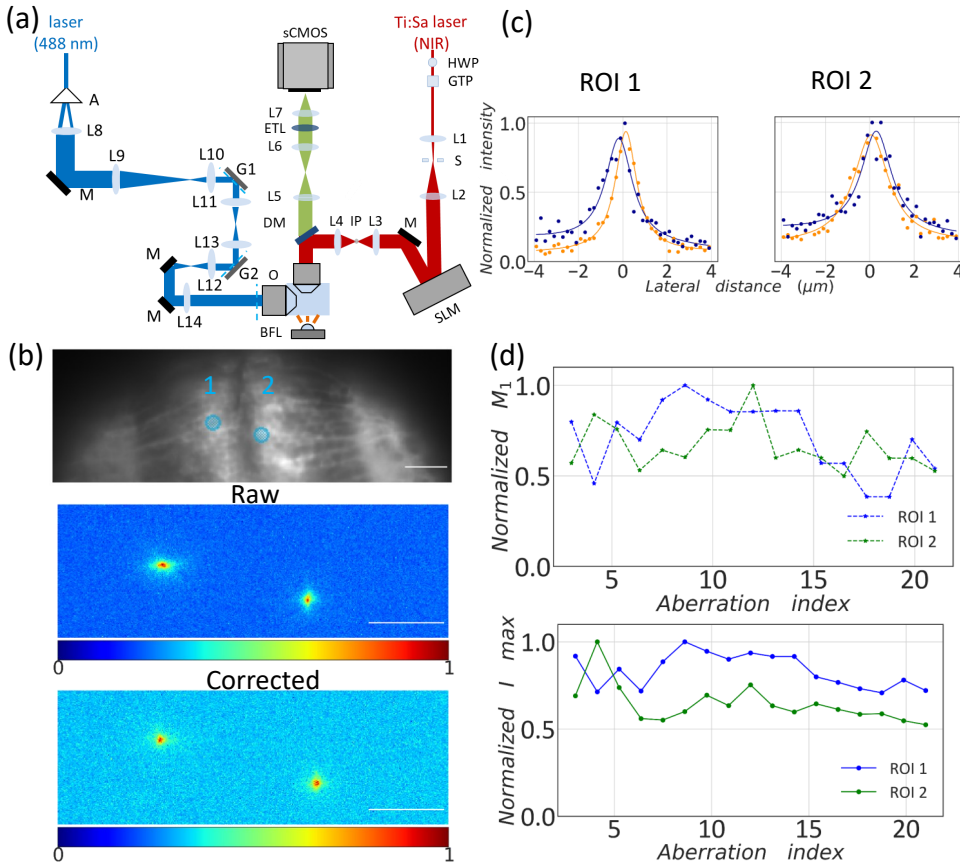 (a)
laser
(488 nm)
A
L8
L9
M
L10
G1
L11
L13
M
G2
L12
M
L14
sCMOS
L7
ETL
L6
L5
DM
L4 IP L3
M
O
BFL
Ti:Sa laser
(NIR)
HWP
GTP
L1
S
L2
SLM
(c)
ROI 1
ROI 2
Normalized intensity
1.0
0.5
0.0
−4 −2 0 2 4
−4 −2 0 2 4
Lateral distance (μm)
(b)
1 2
Raw
0 1
Corrected
0 1
(d)
Normalized M₁
1.0
0.5
0.0
5 10 15 20
Aberration index
ROI 1
ROI 2
Normalized I max
1.0
0.5
0.0
5 10 15 20
Aberration index
ROI 1
ROI 2